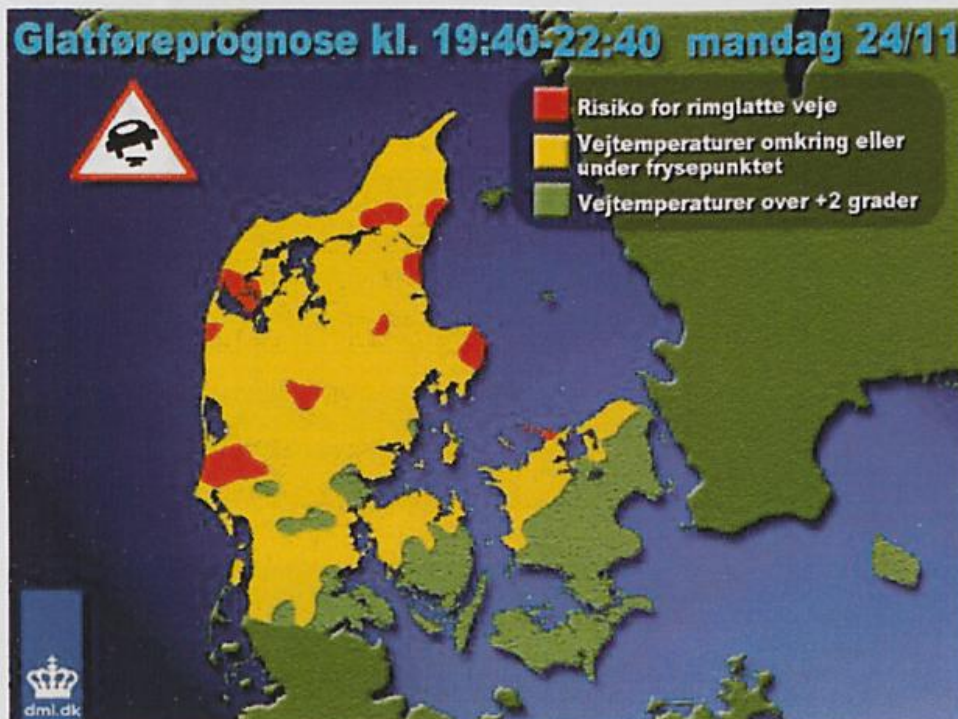 Glatføreprognose kl. 19:40-22:40 mandag 24/11
Risiko for rimglatte veje
Vejtemperaturer omkring eller
under frysepunktet
Vejtemperaturer over +2 grader
dmi.dk